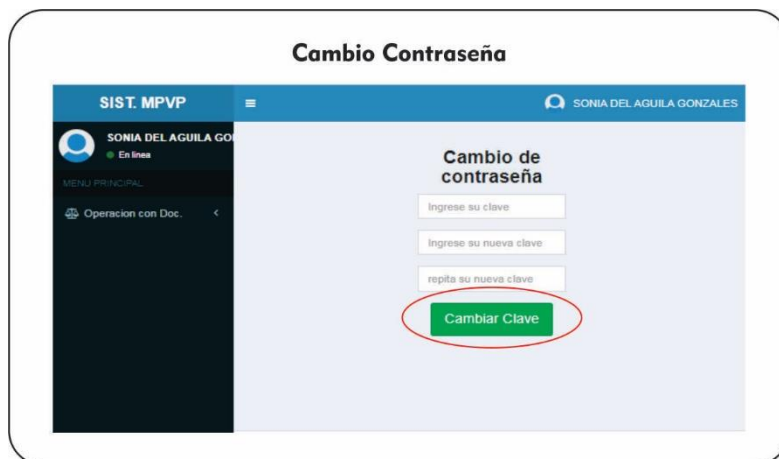 Cambio Contraseña
SIST. MPVP
SONIA DEL AGUILA GONZALES
SONIA DEL AGUILA GO
En linea
MENU PRINCIPAL
Operacion con Doc.
Cambio de
contraseña
Ingrese su clave
Ingrese su nueva clave
repita su nueva clave
Cambiar Clave